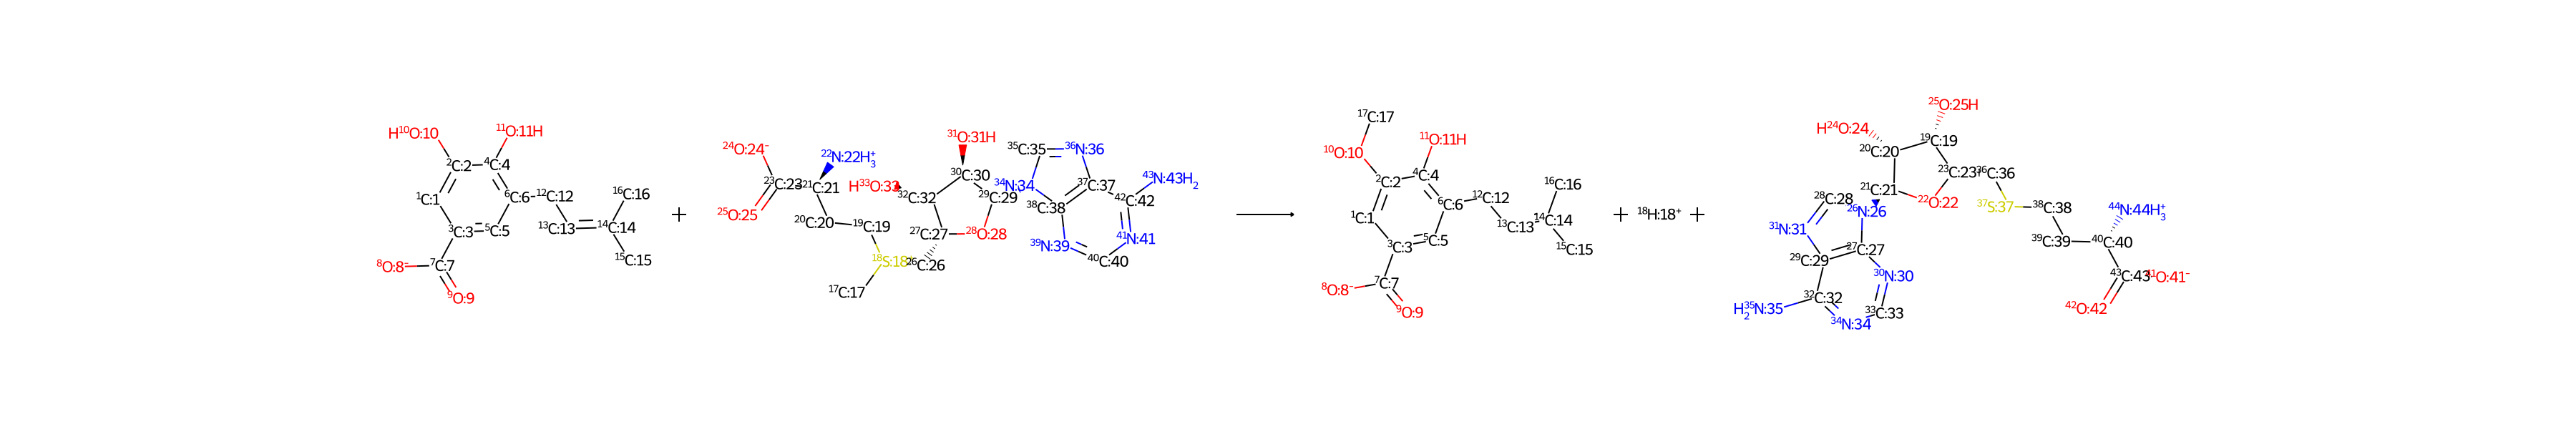 H¹⁰O:10
¹¹O:11H
²C:2
⁴C:4
¹C:1
⁶C:6
¹²C:12
¹⁶C:16
³C:3
⁵C:5
¹³C:13
¹⁴C:14
⁸O:8⁻
⁷C:7
¹⁵C:15
⁹O:9
+
²⁴O:24⁻
²²N:22H₃⁺
²³C:23
²¹C:21
²⁵O:25
²⁰C:20
¹⁹C:19
¹⁸S:18
¹⁷C:17
²⁶C:26
²⁷C:27
²⁸O:28
H³³O:33
³²C:32
³⁰C:30
³¹O:31H
²⁹C:29
³⁴N:34
³⁵C:35
³⁶N:36
³⁷C:37
³⁸C:38
⁴²C:42
⁴³N:43H₂
³⁹N:39
⁴¹N:41
⁴⁰C:40
¹⁷C:17
¹⁰O:10
¹¹O:11H
²C:2
⁴C:4
¹C:1
⁶C:6
¹²C:12
¹⁶C:16
³C:3
⁵C:5
¹³C:13
¹⁴C:14
¹⁵C:15
⁸O:8⁻
⁷C:7
⁹O:9
+
¹⁸H:18⁺
+
²⁵O:25H
H²⁴O:24
²⁰C:20
¹⁹C:19
²³C:23
³⁶C:36
²¹C:21
²²O:22
²⁸C:28
²⁶N:26
³¹N:31
²⁷C:27
²⁹C:29
³⁰N:30
³²C:32
H₂³⁵N:35
³⁴N:34
³³C:33
³⁷S:37
³⁸C:38
³⁹C:39
⁴⁰C:40
⁴⁴N:44H₃⁺
⁴³C:43
⁴¹O:41⁻
⁴²O:42